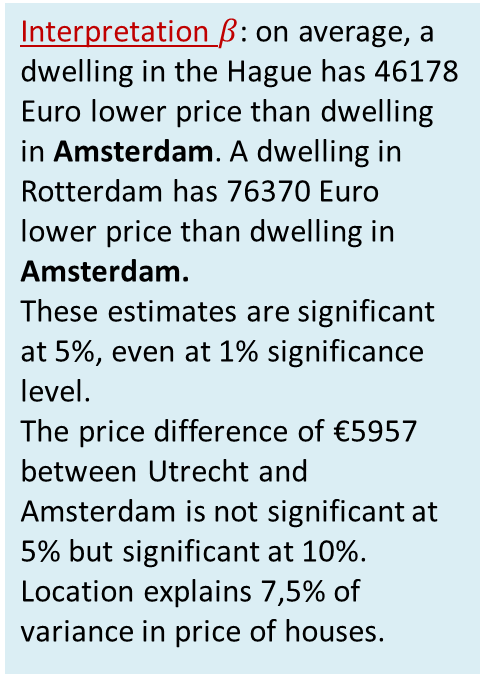 Interpretation β: on average, a
dwelling in the Hague has 46178
Euro lower price than dwelling
in Amsterdam. A dwelling in
Rotterdam has 76370 Euro
lower price than dwelling in
Amsterdam.
These estimates are significant
at 5%, even at 1% significance
level.
The price difference of €5957
between Utrecht and
Amsterdam is not significant at
5% but significant at 10%.
Location explains 7,5% of
variance in price of houses.